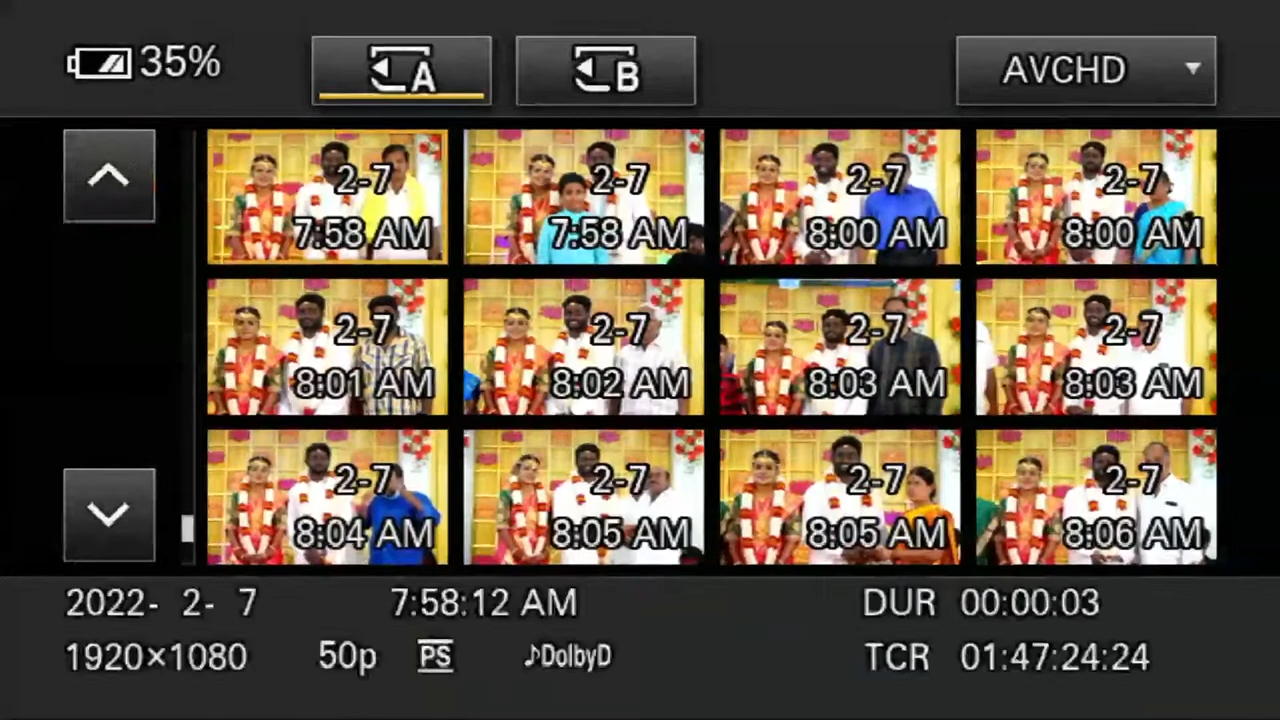 35% A B AVCHD
2-7 2-7 2-7 2-7
7:58 AM 7:58 AM 8:00 AM 8:00 AM
2-7 2-7 2-7 2-7
8:01 AM 8:02 AM 8:03 AM 8:03 AM
2-7 2-7 2-7 2-7
8:04 AM 8:05 AM 8:05 AM 8:06 AM
2022- 2- 7 7:58:12 AM DUR 00:00:03
1920×1080 50p PS ♪DolbyD TCR 01:47:24:24